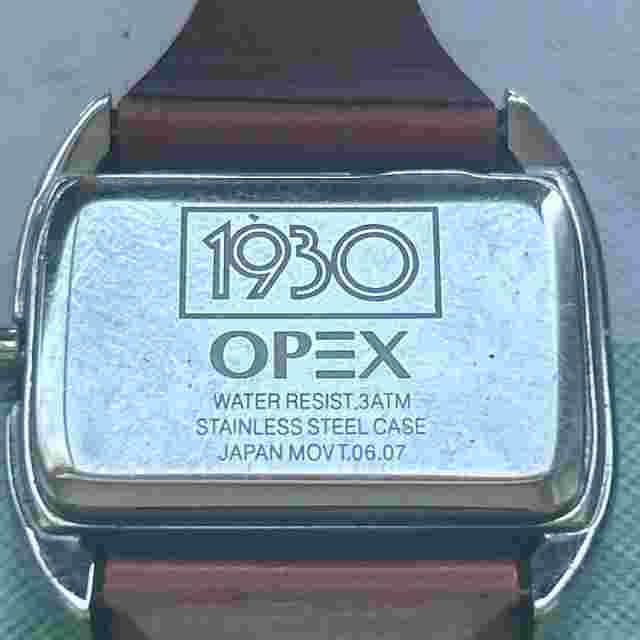 1930
OPEX
WATER RESIST.3ATM
STAINLESS STEEL CASE
JAPAN MOVT.06.07